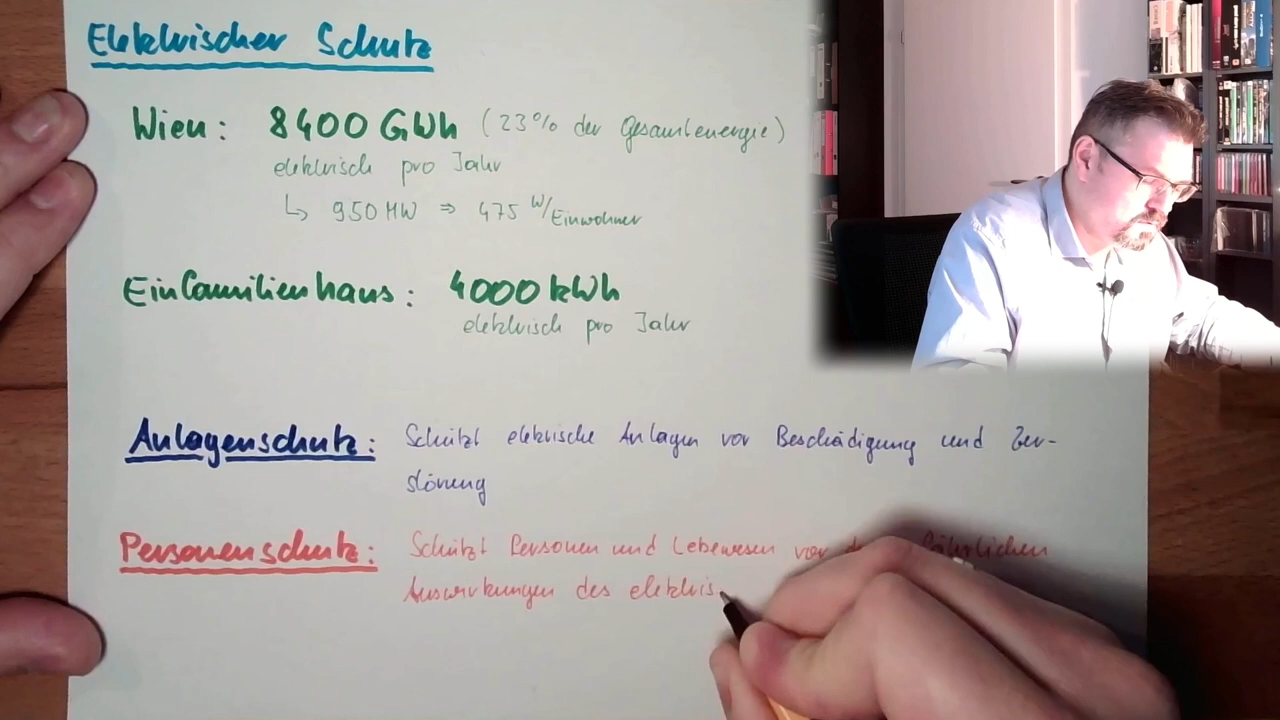 Elektrischer Schutz
Wien: 8400 GWh (23% der Gesamtenergie)
elektrisch pro Jahr
↳ 950 MW ⇒ 475 W/Einwohner
Einfamilienhaus: 4000 kWh
elektrisch pro Jahr
Anlagenschutz: Schützt elektrische Anlagen vor Beschädigung und Zer-
störung
Personenschutz: Schützt Personen und Lebewesen vor
Auswirkungen des elektris